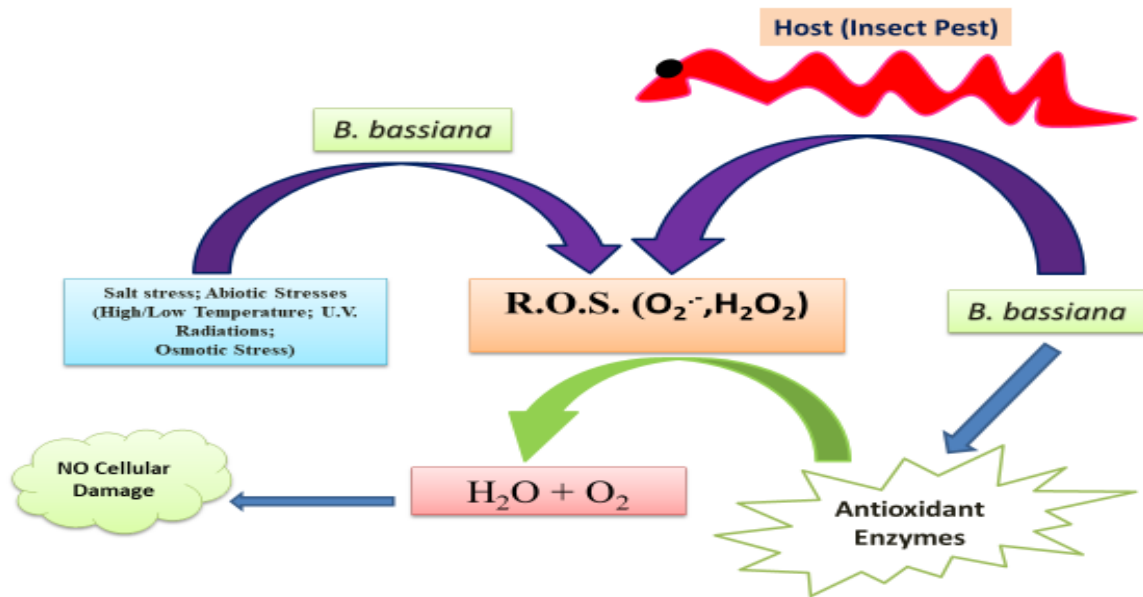 Host (Insect Pest)
B. bassiana
Salt stress; Abiotic Stresses
(High/Low Temperature; U.V.
Radiations;
Osmotic Stress)
R.O.S. (O₂·⁻,H₂O₂)
B. bassiana
NO Cellular
Damage
H₂O + O₂
Antioxidant
Enzymes